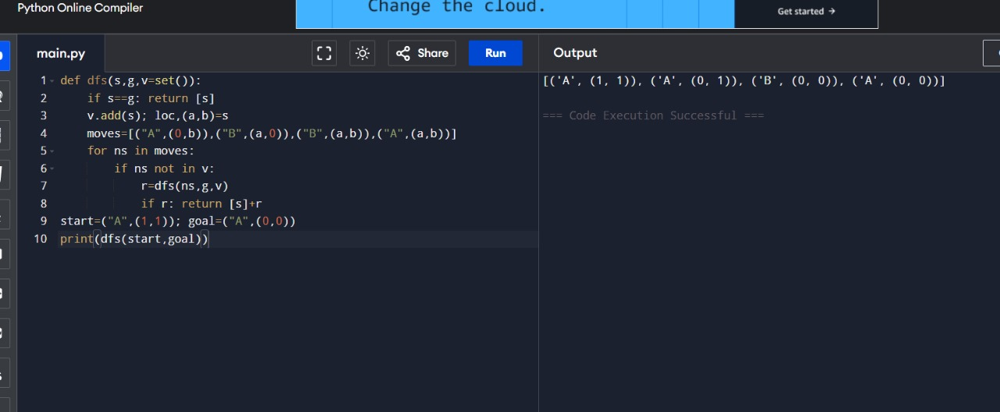 Python Online Compiler
Change the cloud.
Get started →
main.py
Share
Run
Output
1 def dfs(s,g,v=set()):
2     if s==g: return [s]
3     v.add(s); loc,(a,b)=s
4     moves=[("A",(0,b)),("B",(a,0)),("B",(a,b)),("A",(a,b))]
5     for ns in moves:
6         if ns not in v:
7             r=dfs(ns,g,v)
8             if r: return [s]+r
9 start=("A",(1,1)); goal=("A",(0,0))
10 print(dfs(start,goal))
[('A', (1, 1)), ('A', (0, 1)), ('B', (0, 0)), ('A', (0, 0))]
=== Code Execution Successful ===